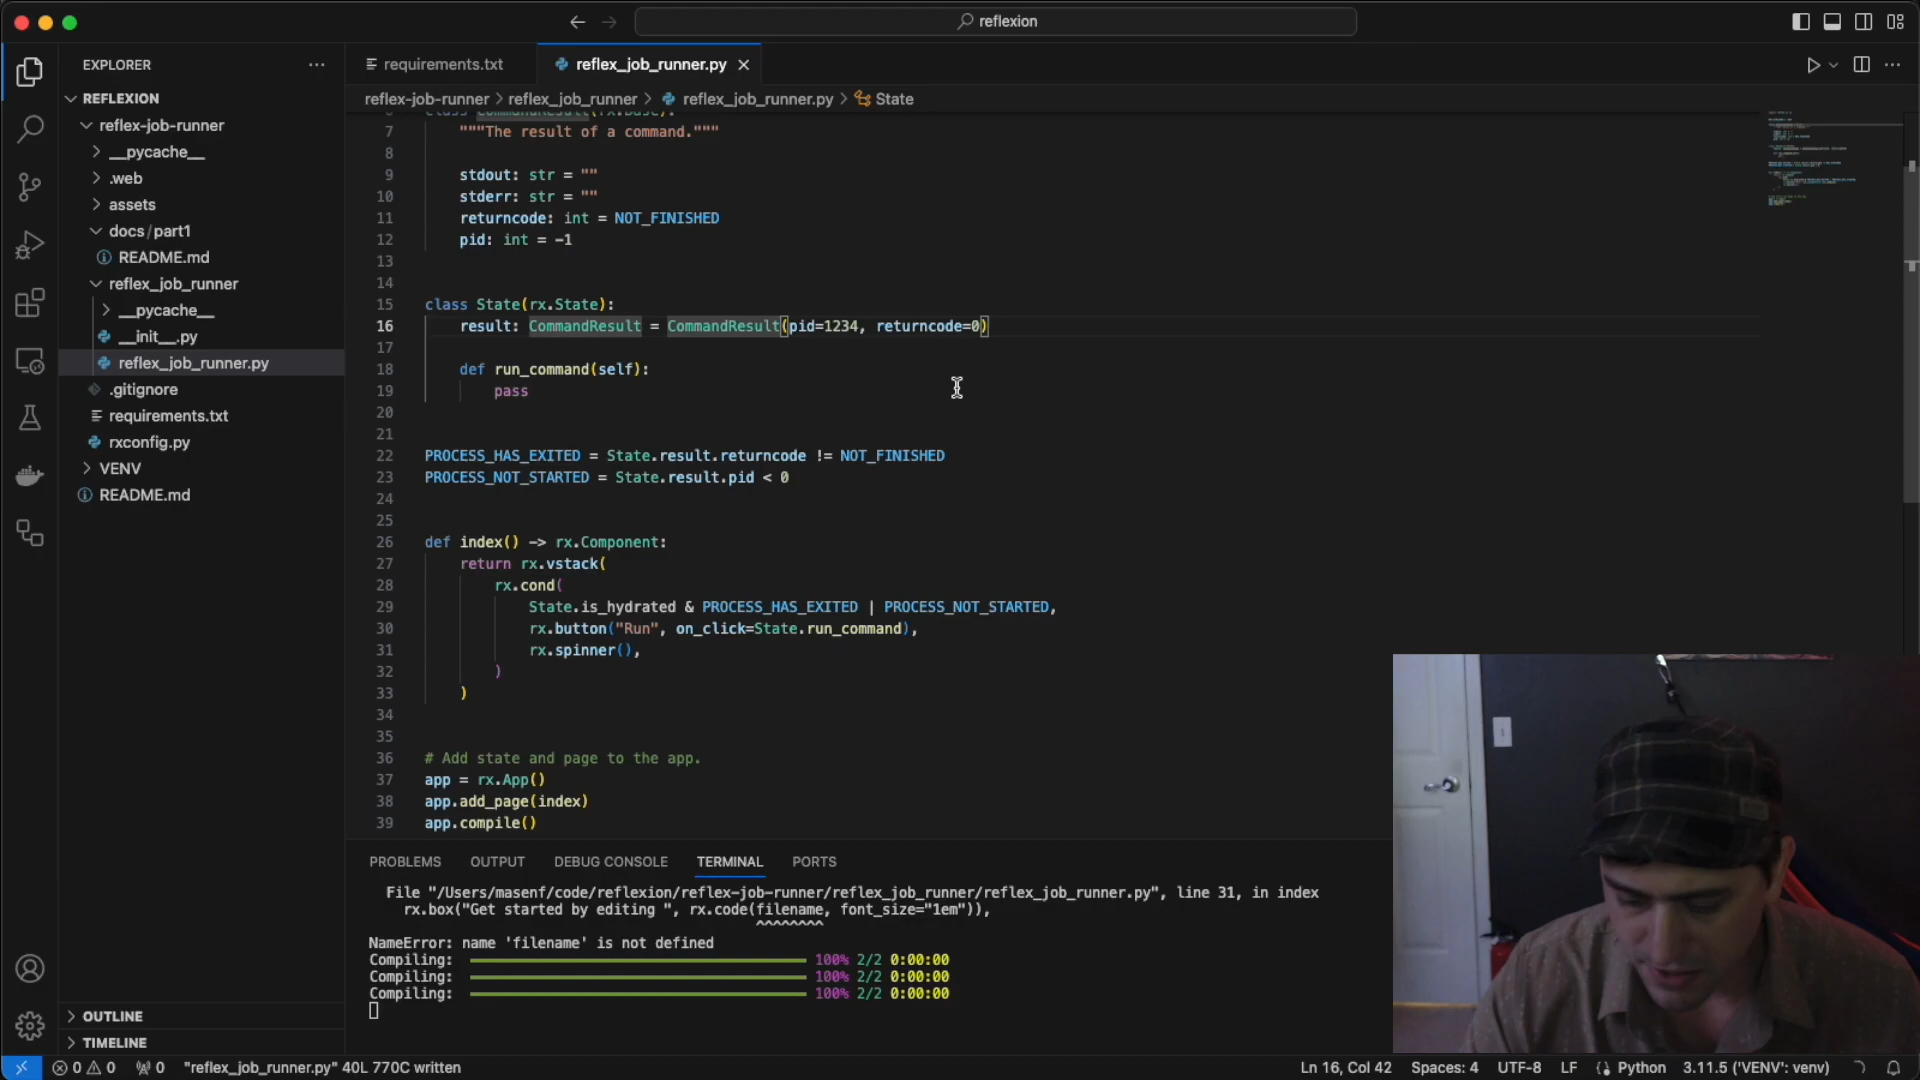 reflexion
EXPLORER
REFLEXION
reflex-job-runner
__pycache__
.web
assets
docs/part1
README.md
reflex_job_runner
__pycache__
__init__.py
reflex_job_runner.py
.gitignore
requirements.txt
rxconfig.py
VENV
README.md
OUTLINE
TIMELINE
requirements.txt
reflex_job_runner.py
reflex-job-runner > reflex_job_runner > reflex_job_runner.py > State
6 class CommandResult(rx.Base):
7 """The result of a command."""
8
9 stdout: str = ""
10 stderr: str = ""
11 returncode: int = NOT_FINISHED
12 pid: int = -1
13
14
15 class State(rx.State):
16 result: CommandResult = CommandResult(pid=1234, returncode=0)
17
18 def run_command(self):
19 pass
20
21
22 PROCESS_HAS_EXITED = State.result.returncode != NOT_FINISHED
23 PROCESS_NOT_STARTED = State.result.pid < 0
24
25
26 def index() -> rx.Component:
27 return rx.vstack(
28 rx.cond(
29 State.is_hydrated & PROCESS_HAS_EXITED | PROCESS_NOT_STARTED,
30 rx.button("Run", on_click=State.run_command),
31 rx.spinner(),
32 )
33 )
34
35
36 # Add state and page to the app.
37 app = rx.App()
38 app.add_page(index)
39 app.compile()
PROBLEMS OUTPUT DEBUG CONSOLE TERMINAL PORTS
File "/Users/masenf/code/reflexion/reflex-job-runner/reflex_job_runner/reflex_job_runner.py", line 31, in index
rx.box("Get started by editing ", rx.code(filename, font_size="1em")),
^^^^^^^^
NameError: name 'filename' is not defined
Compiling: 100% 2/2 0:00:00
Compiling: 100% 2/2 0:00:00
Compiling: 100% 2/2 0:00:00
0 0 0 "reflex_job_runner.py" 40L 770C written
Ln 16, Col 42 Spaces: 4 UTF-8 LF Python 3.11.5 ('VENV': venv)